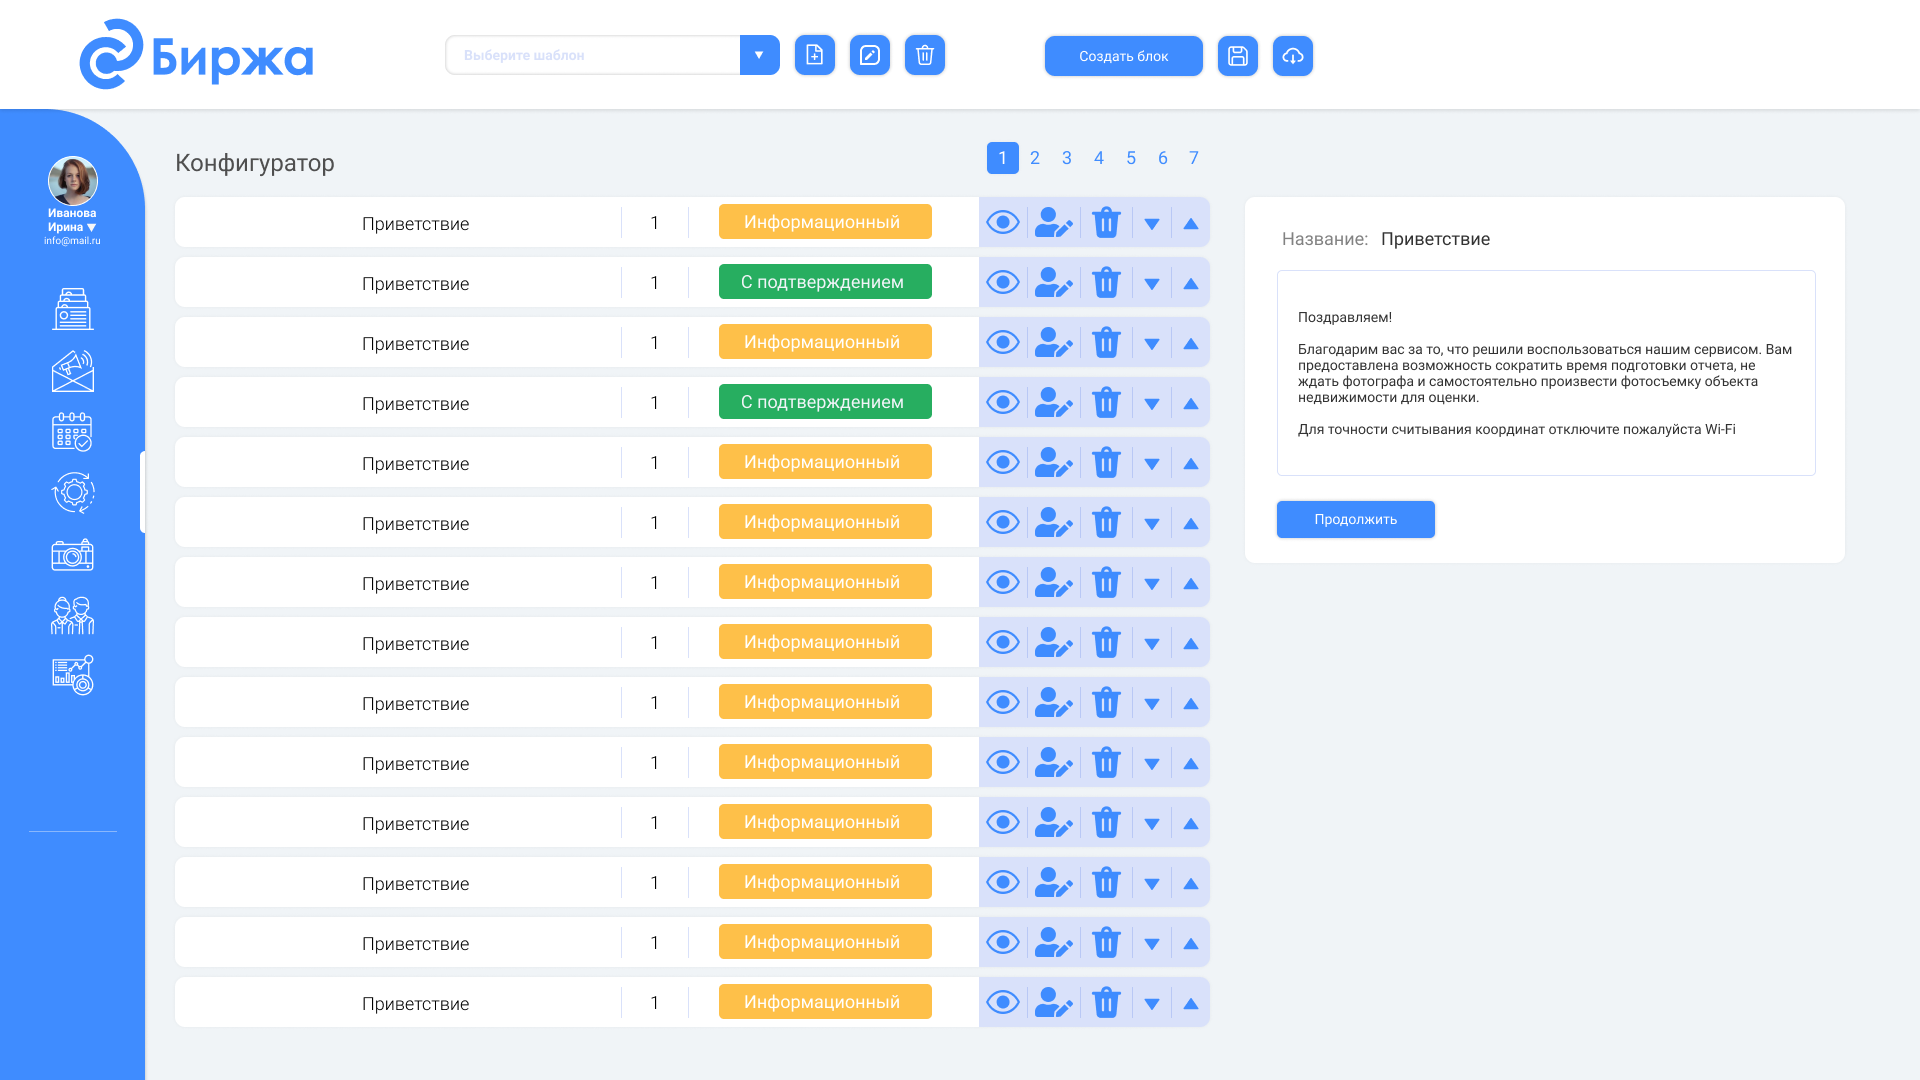 Биржа
Выберите шаблон
Создать блок
Иванова
Ирина
info@mail.ru
Конфигуратор
1 2 3 4 5 6 7
Приветствие 1 Информационный
Приветствие 1 С подтверждением
Приветствие 1 Информационный
Приветствие 1 С подтверждением
Приветствие 1 Информационный
Приветствие 1 Информационный
Приветствие 1 Информационный
Приветствие 1 Информационный
Приветствие 1 Информационный
Приветствие 1 Информационный
Приветствие 1 Информационный
Приветствие 1 Информационный
Приветствие 1 Информационный
Приветствие 1 Информационный
Название: Приветствие
Поздравляем!
Благодарим вас за то, что решили воспользоваться нашим сервисом. Вам
предоставлена возможность сократить время подготовки отчета, не
ждать фотографа и самостоятельно произвести фотосъемку объекта
недвижимости для оценки.
Для точности считывания координат отключите пожалуйста Wi-Fi
Продолжить